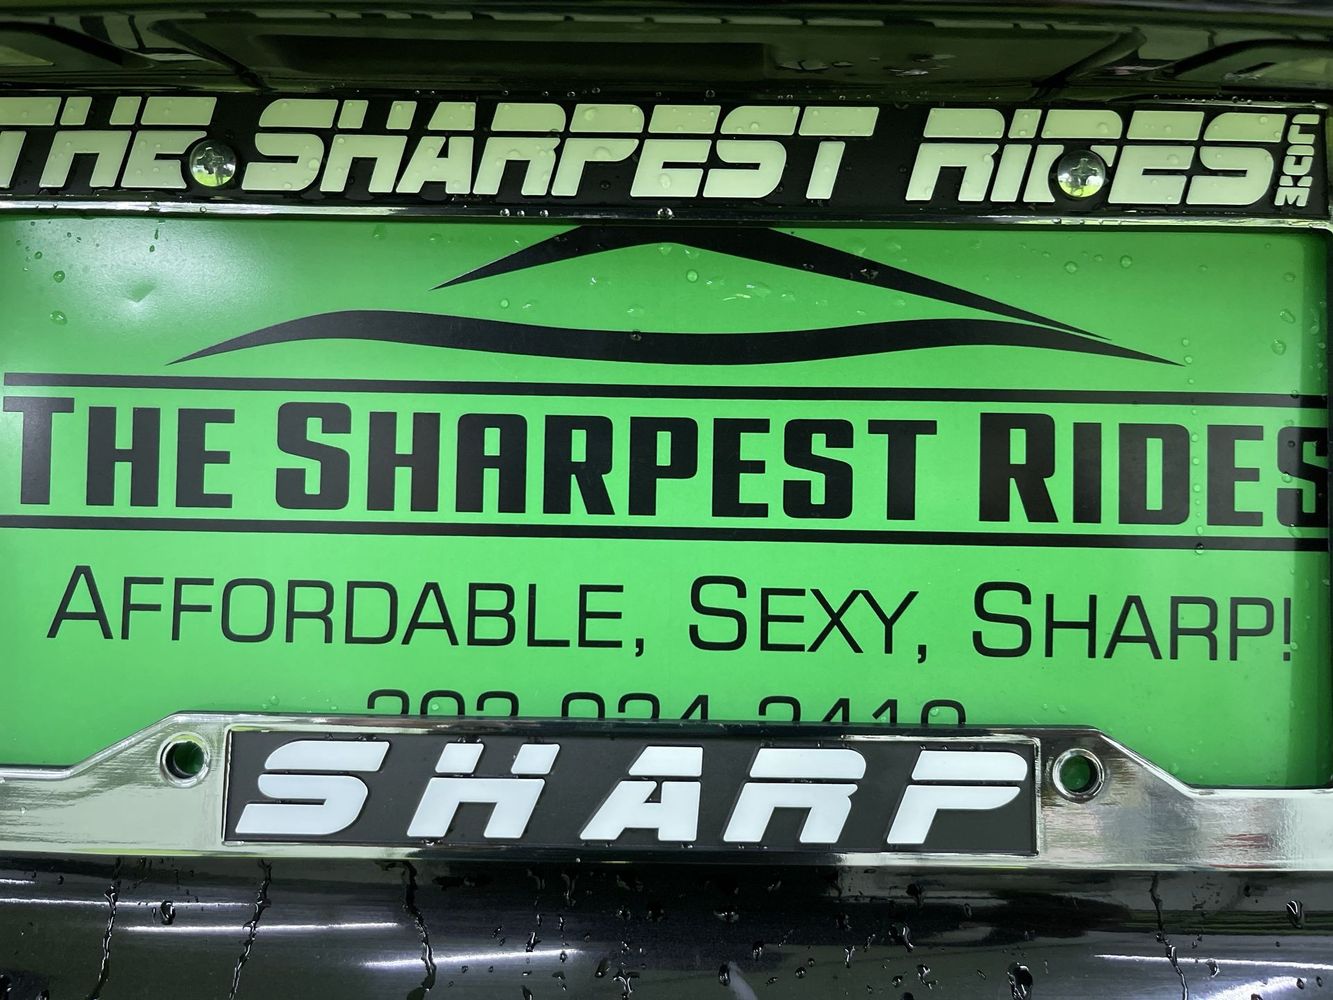 THE SHARPEST RIDES.COM
THE SHARPEST RIDES
AFFORDABLE, SEXY, SHARP!
SHARP